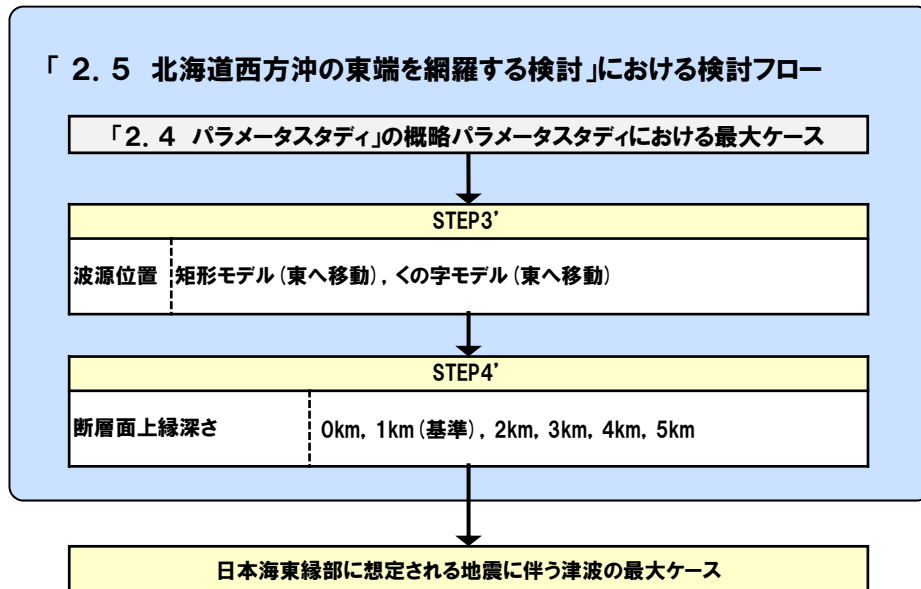 「 2.5 北海道西方沖の東端を網羅する検討」における検討フロー
「2.4 パラメータスタディ」の概略パラメータスタディにおける最大ケース
STEP3’
波源位置 矩形モデル(東へ移動), くの字モデル(東へ移動)
STEP4’
断層面上縁深さ 0km, 1km(基準), 2km, 3km, 4km, 5km
日本海東縁部に想定される地震に伴う津波の最大ケース